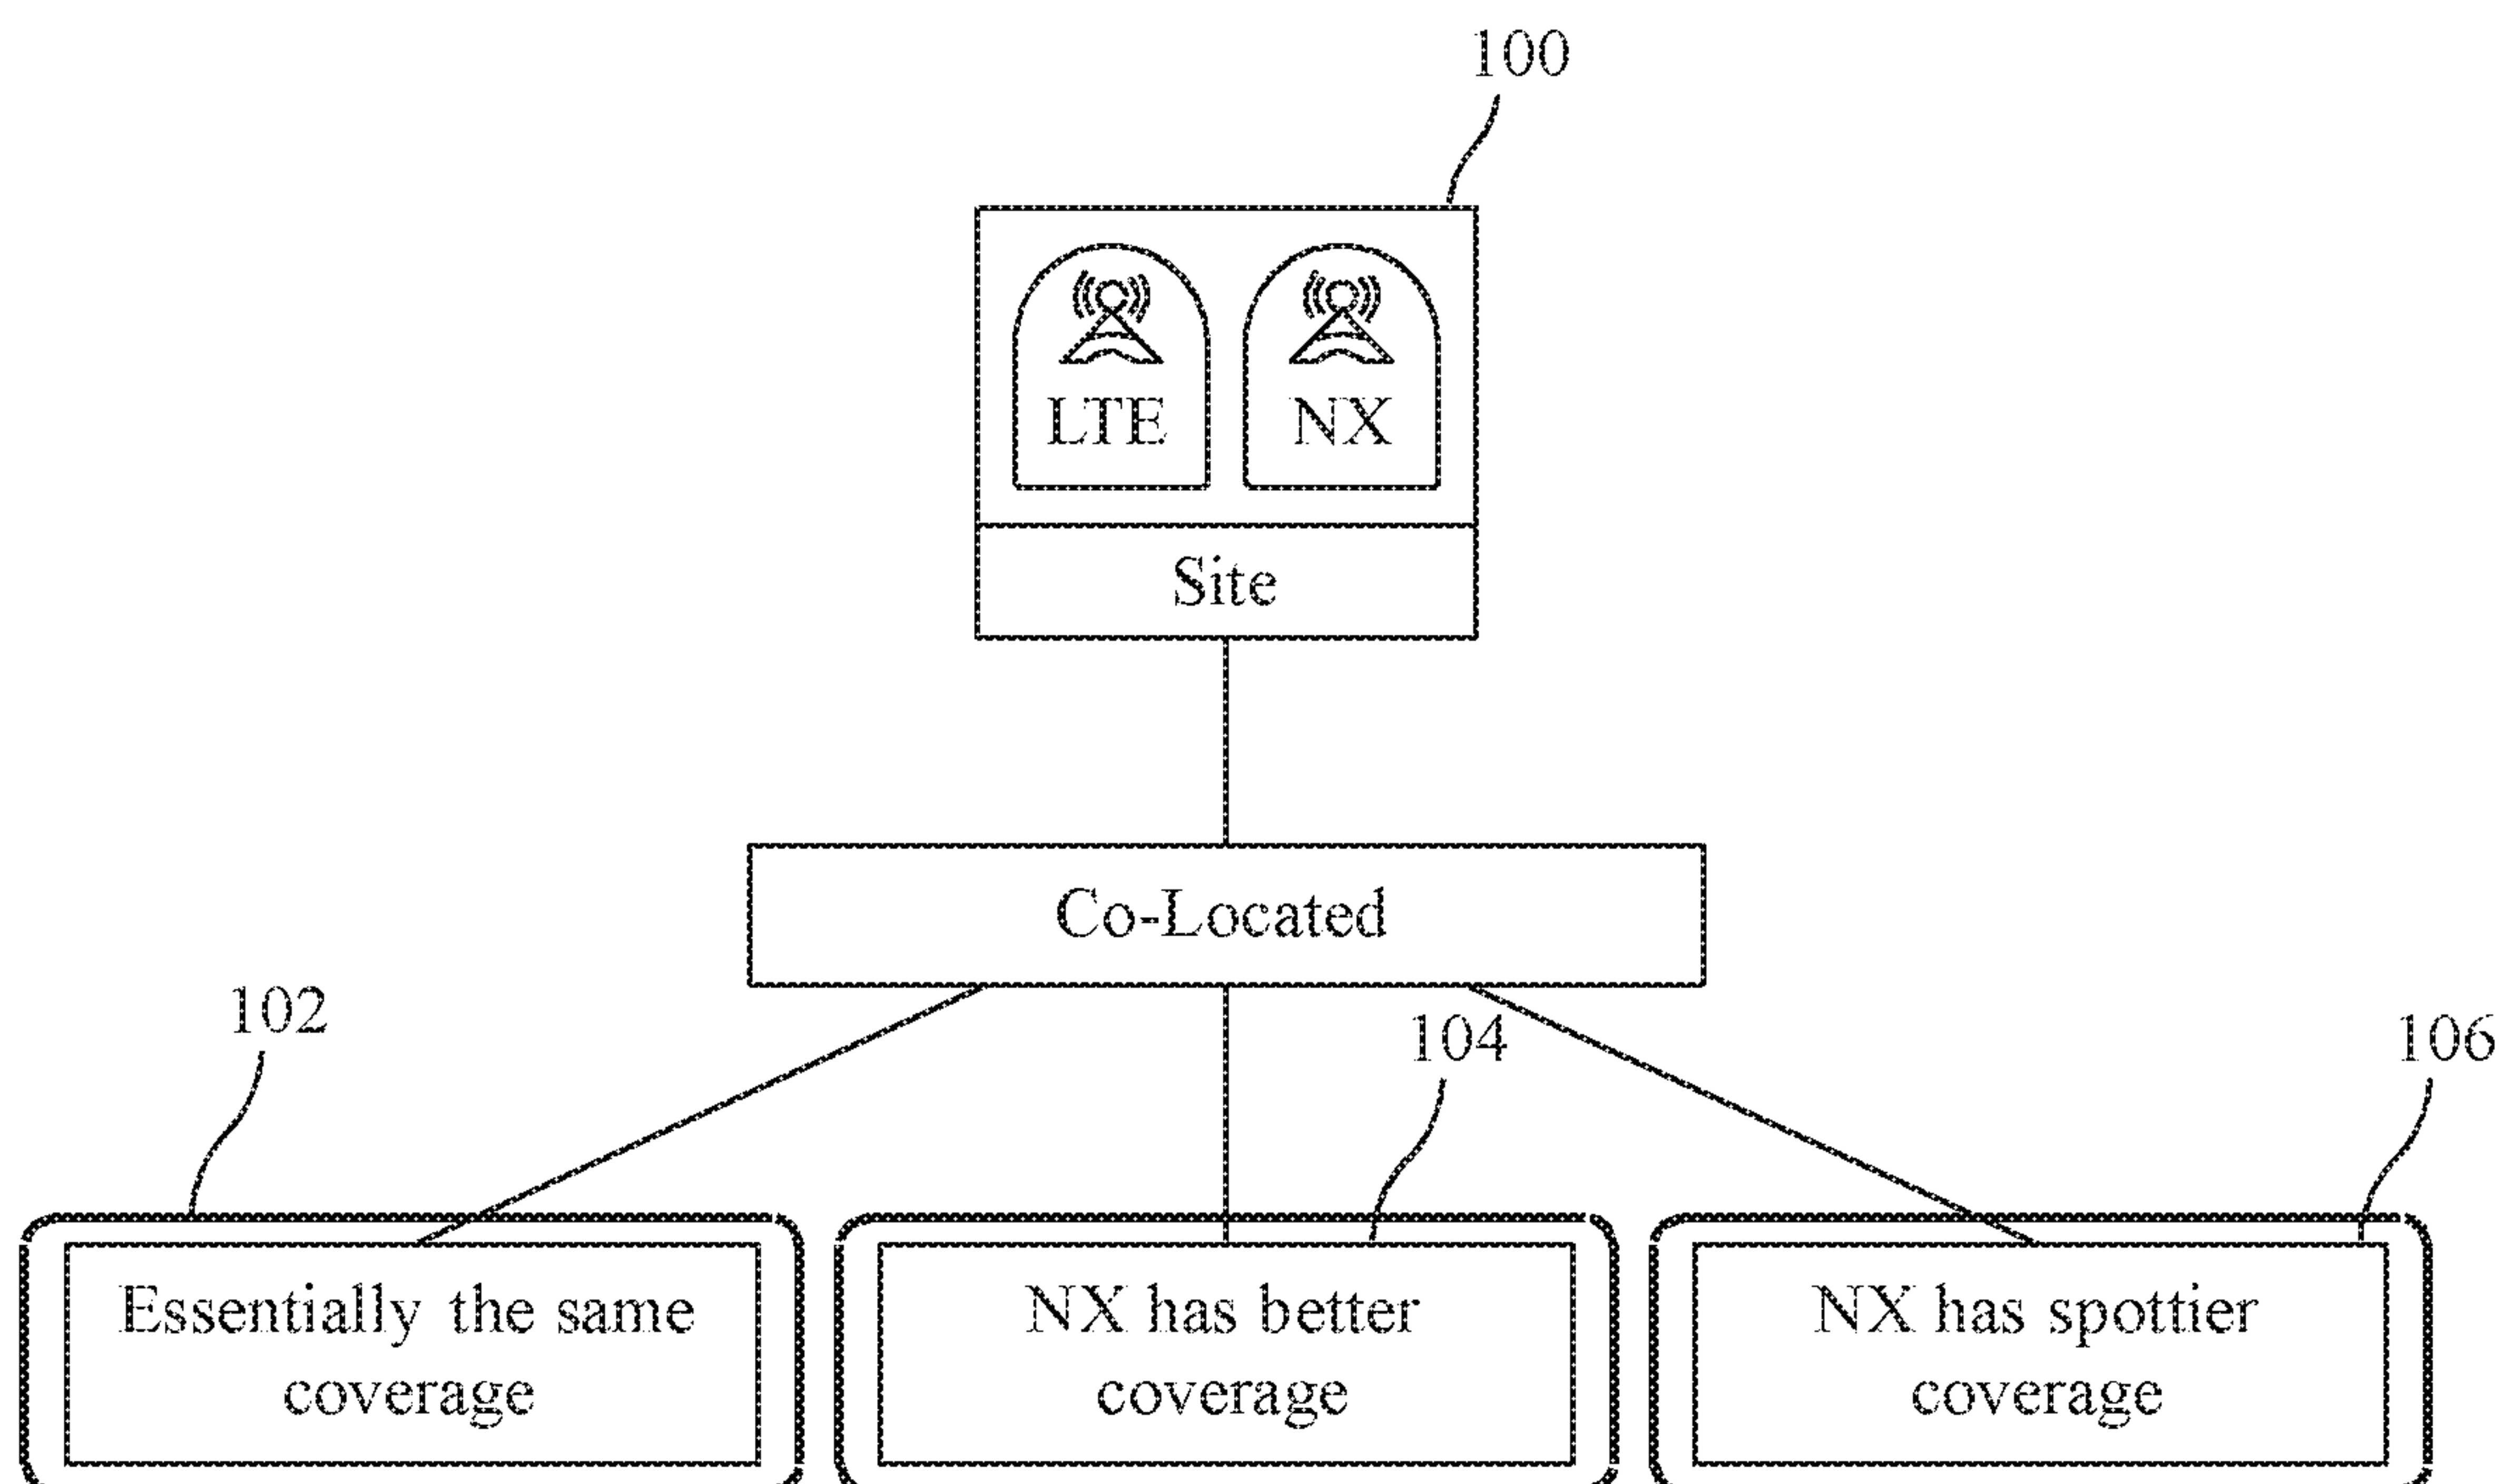 100
LTE
NX
Site
Co-Located
102
104
106
Essentially the same
coverage
NX has better
coverage
NX has spottier
coverage